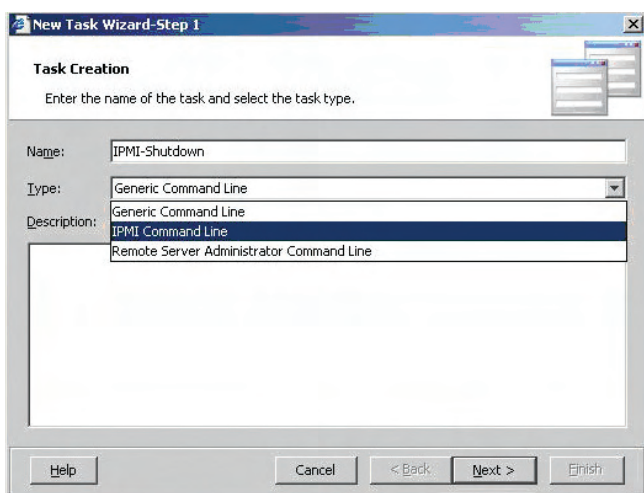 New Task Wizard-Step 1
Task Creation
Enter the name of the task and select the task type.
Name: IPMI-Shutdown
Type: Generic Command Line
Generic Command Line
Description:
IPMI Command Line
Remote Server Administrator Command Line
Help Cancel < Back Next > Finish